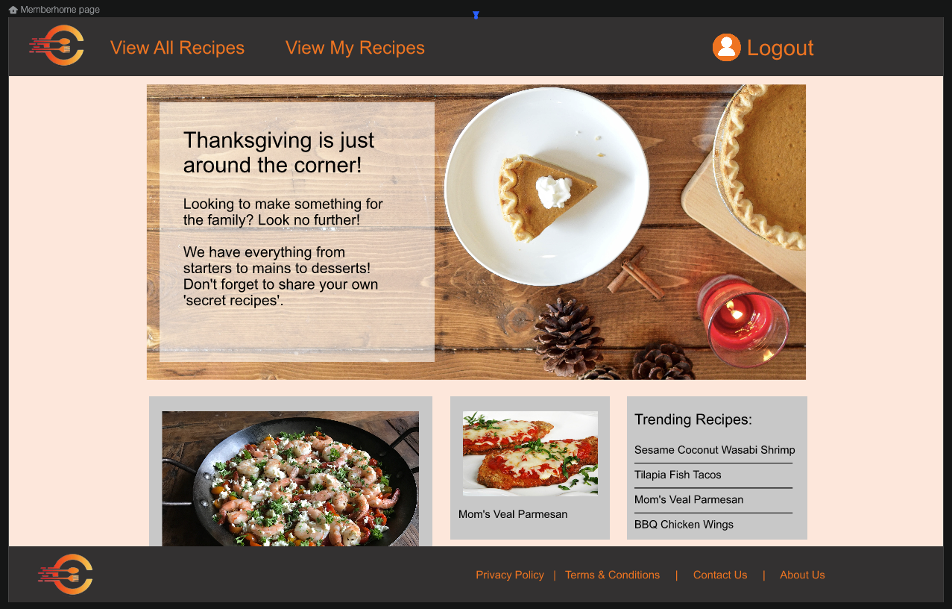 Memberhome page
View All Recipes
View My Recipes
Logout
Thanksgiving is just
around the corner!
Looking to make something for
the family? Look no further!
We have everything from
starters to mains to desserts!
Don't forget to share your own
'secret recipes'.
Mom's Veal Parmesan
Trending Recipes:
Sesame Coconut Wasabi Shrimp
Tilapia Fish Tacos
Mom's Veal Parmesan
BBQ Chicken Wings
Privacy Policy | Terms & Conditions | Contact Us | About Us